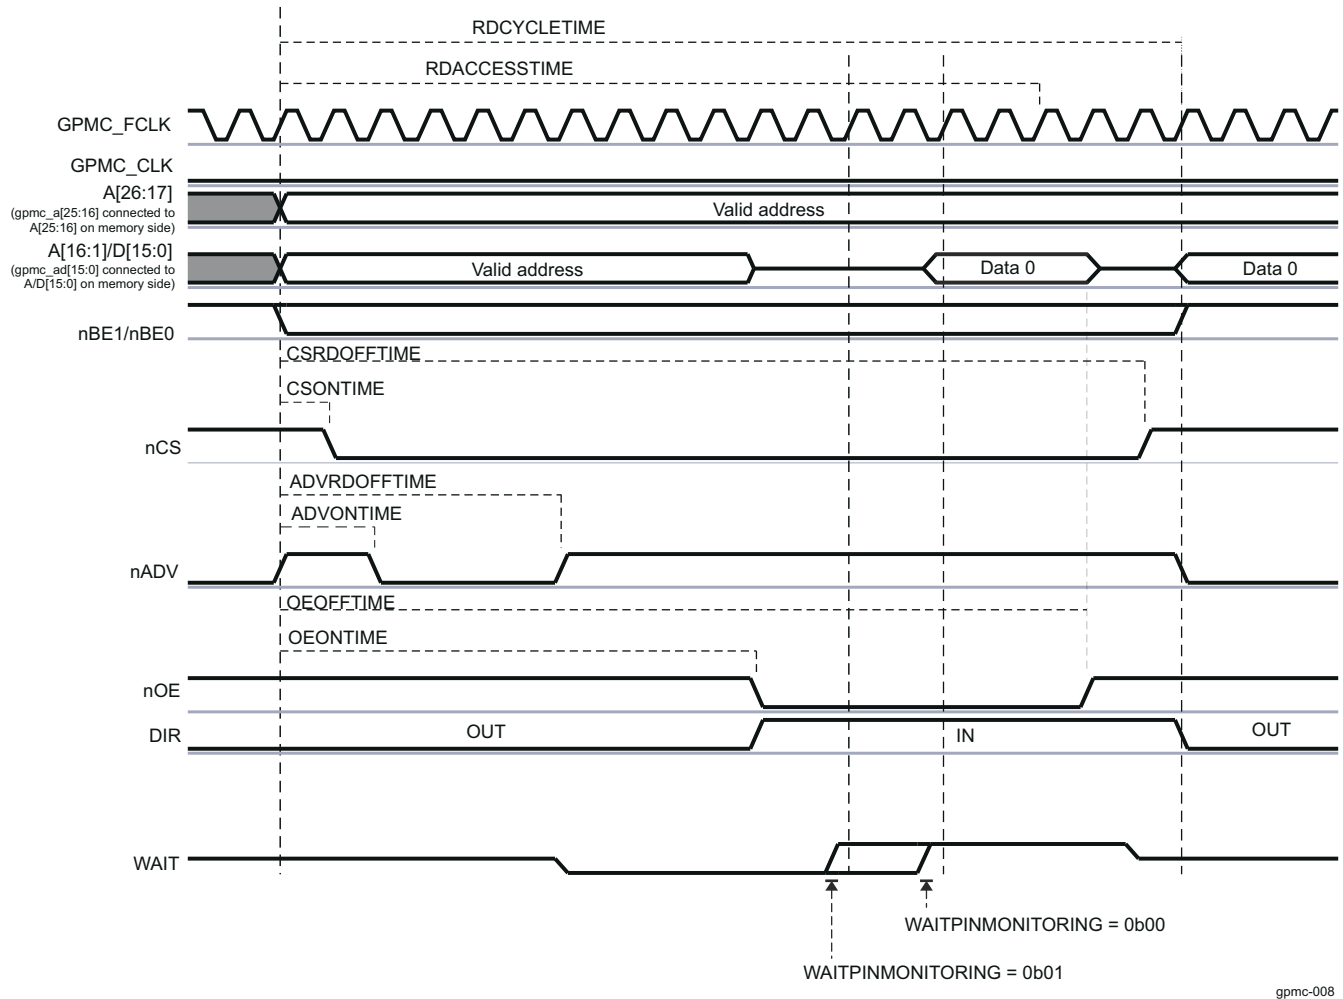 RDCYCLETIME
RDACCESSTIME
GPMC_FCLK
GPMC_CLK
A[26:17]
(gpmc_a[25:16] connected to
A[25:16] on memory side)
Valid address
A[16:1]/D[15:0]
(gpmc_ad[15:0] connected to
A/D[15:0] on memory side)
Valid address
Data 0
Data 0
nBE1/nBE0
CSRDOFFTIME
CSONTIME
nCS
ADVRDOFFTIME
ADVONTIME
nADV
OEOFFTIME
OEONTIME
nOE
DIR
OUT
IN
OUT
WAIT
WAITPINMONITORING = 0b00
WAITPINMONITORING = 0b01
gpmc-008